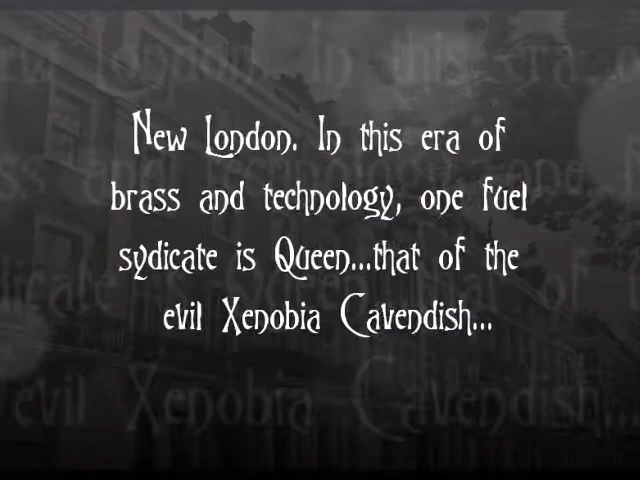 New London. In this era of
brass and technology, one fuel
sydicate is Queen...that of the
evil Xenobia Cavendish...